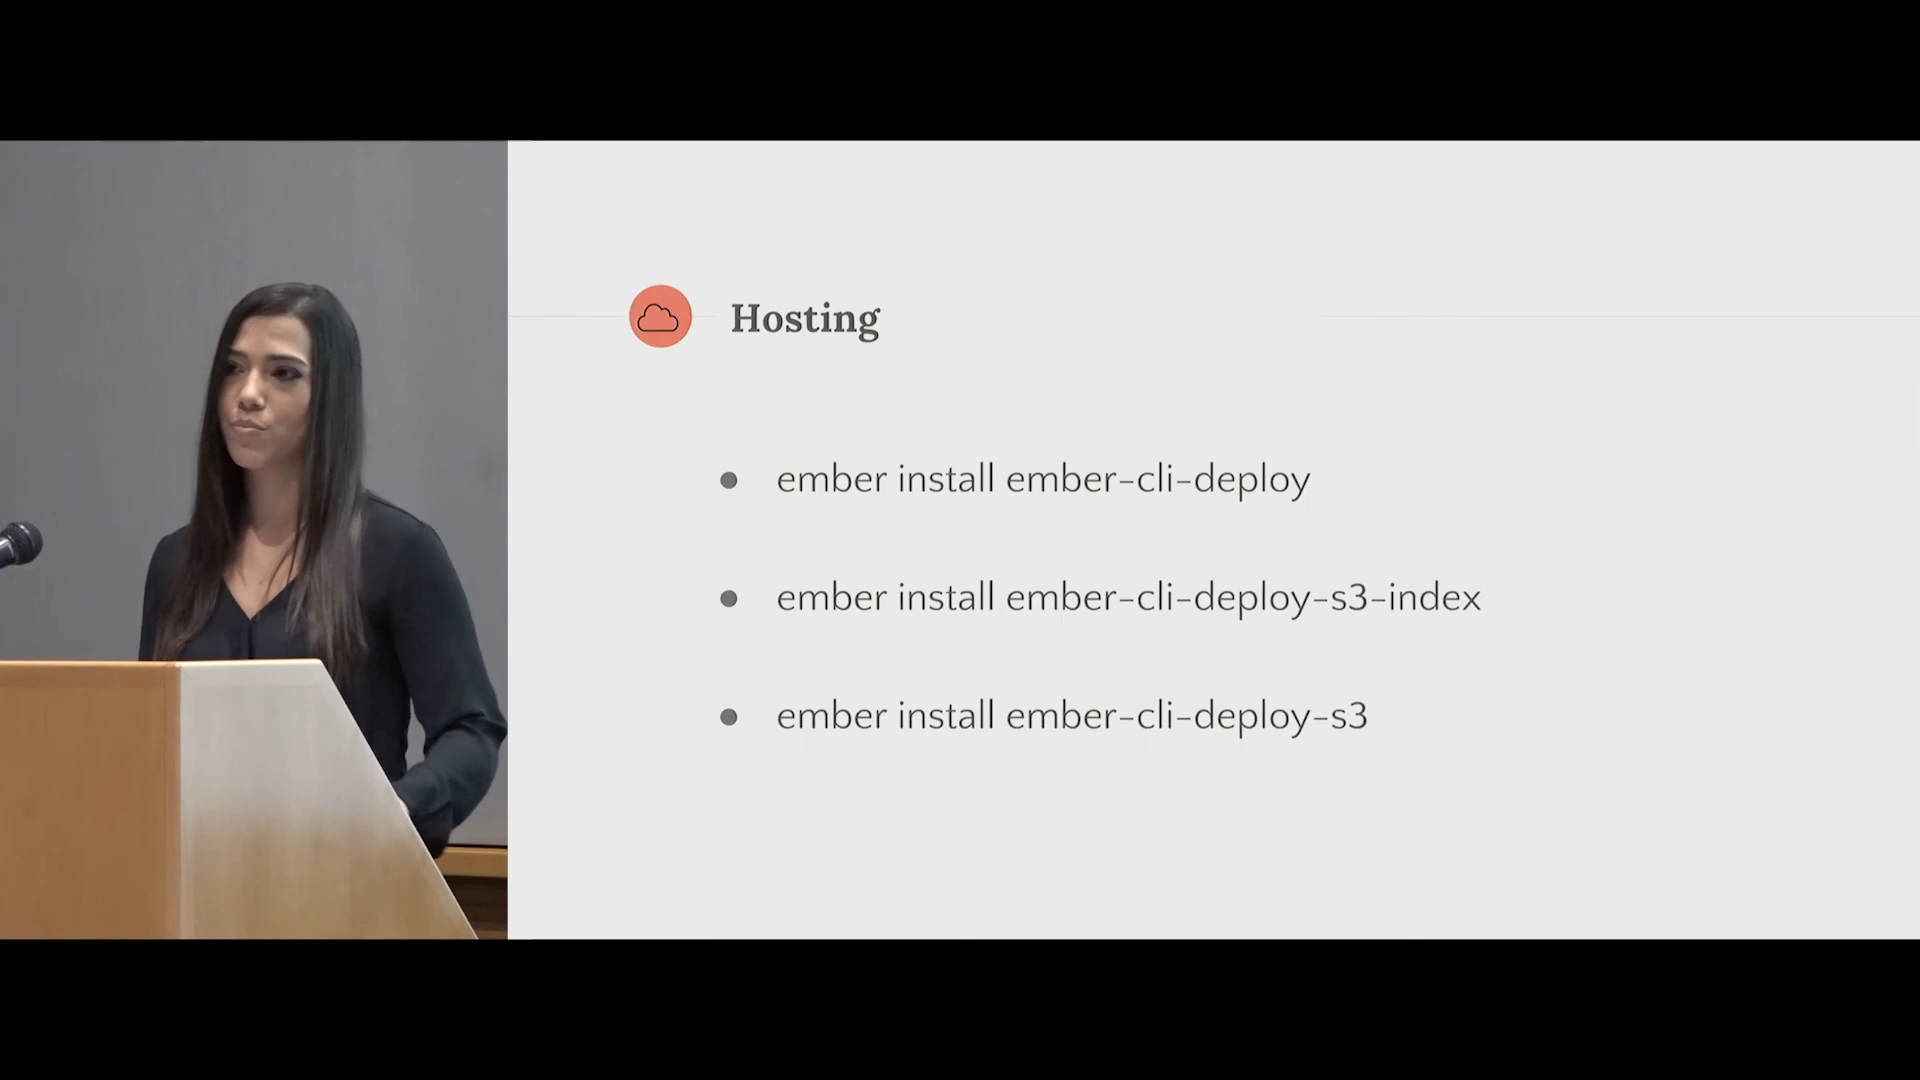 Hosting
ember install ember-cli-deploy
ember install ember-cli-deploy-s3-index
ember install ember-cli-deploy-s3